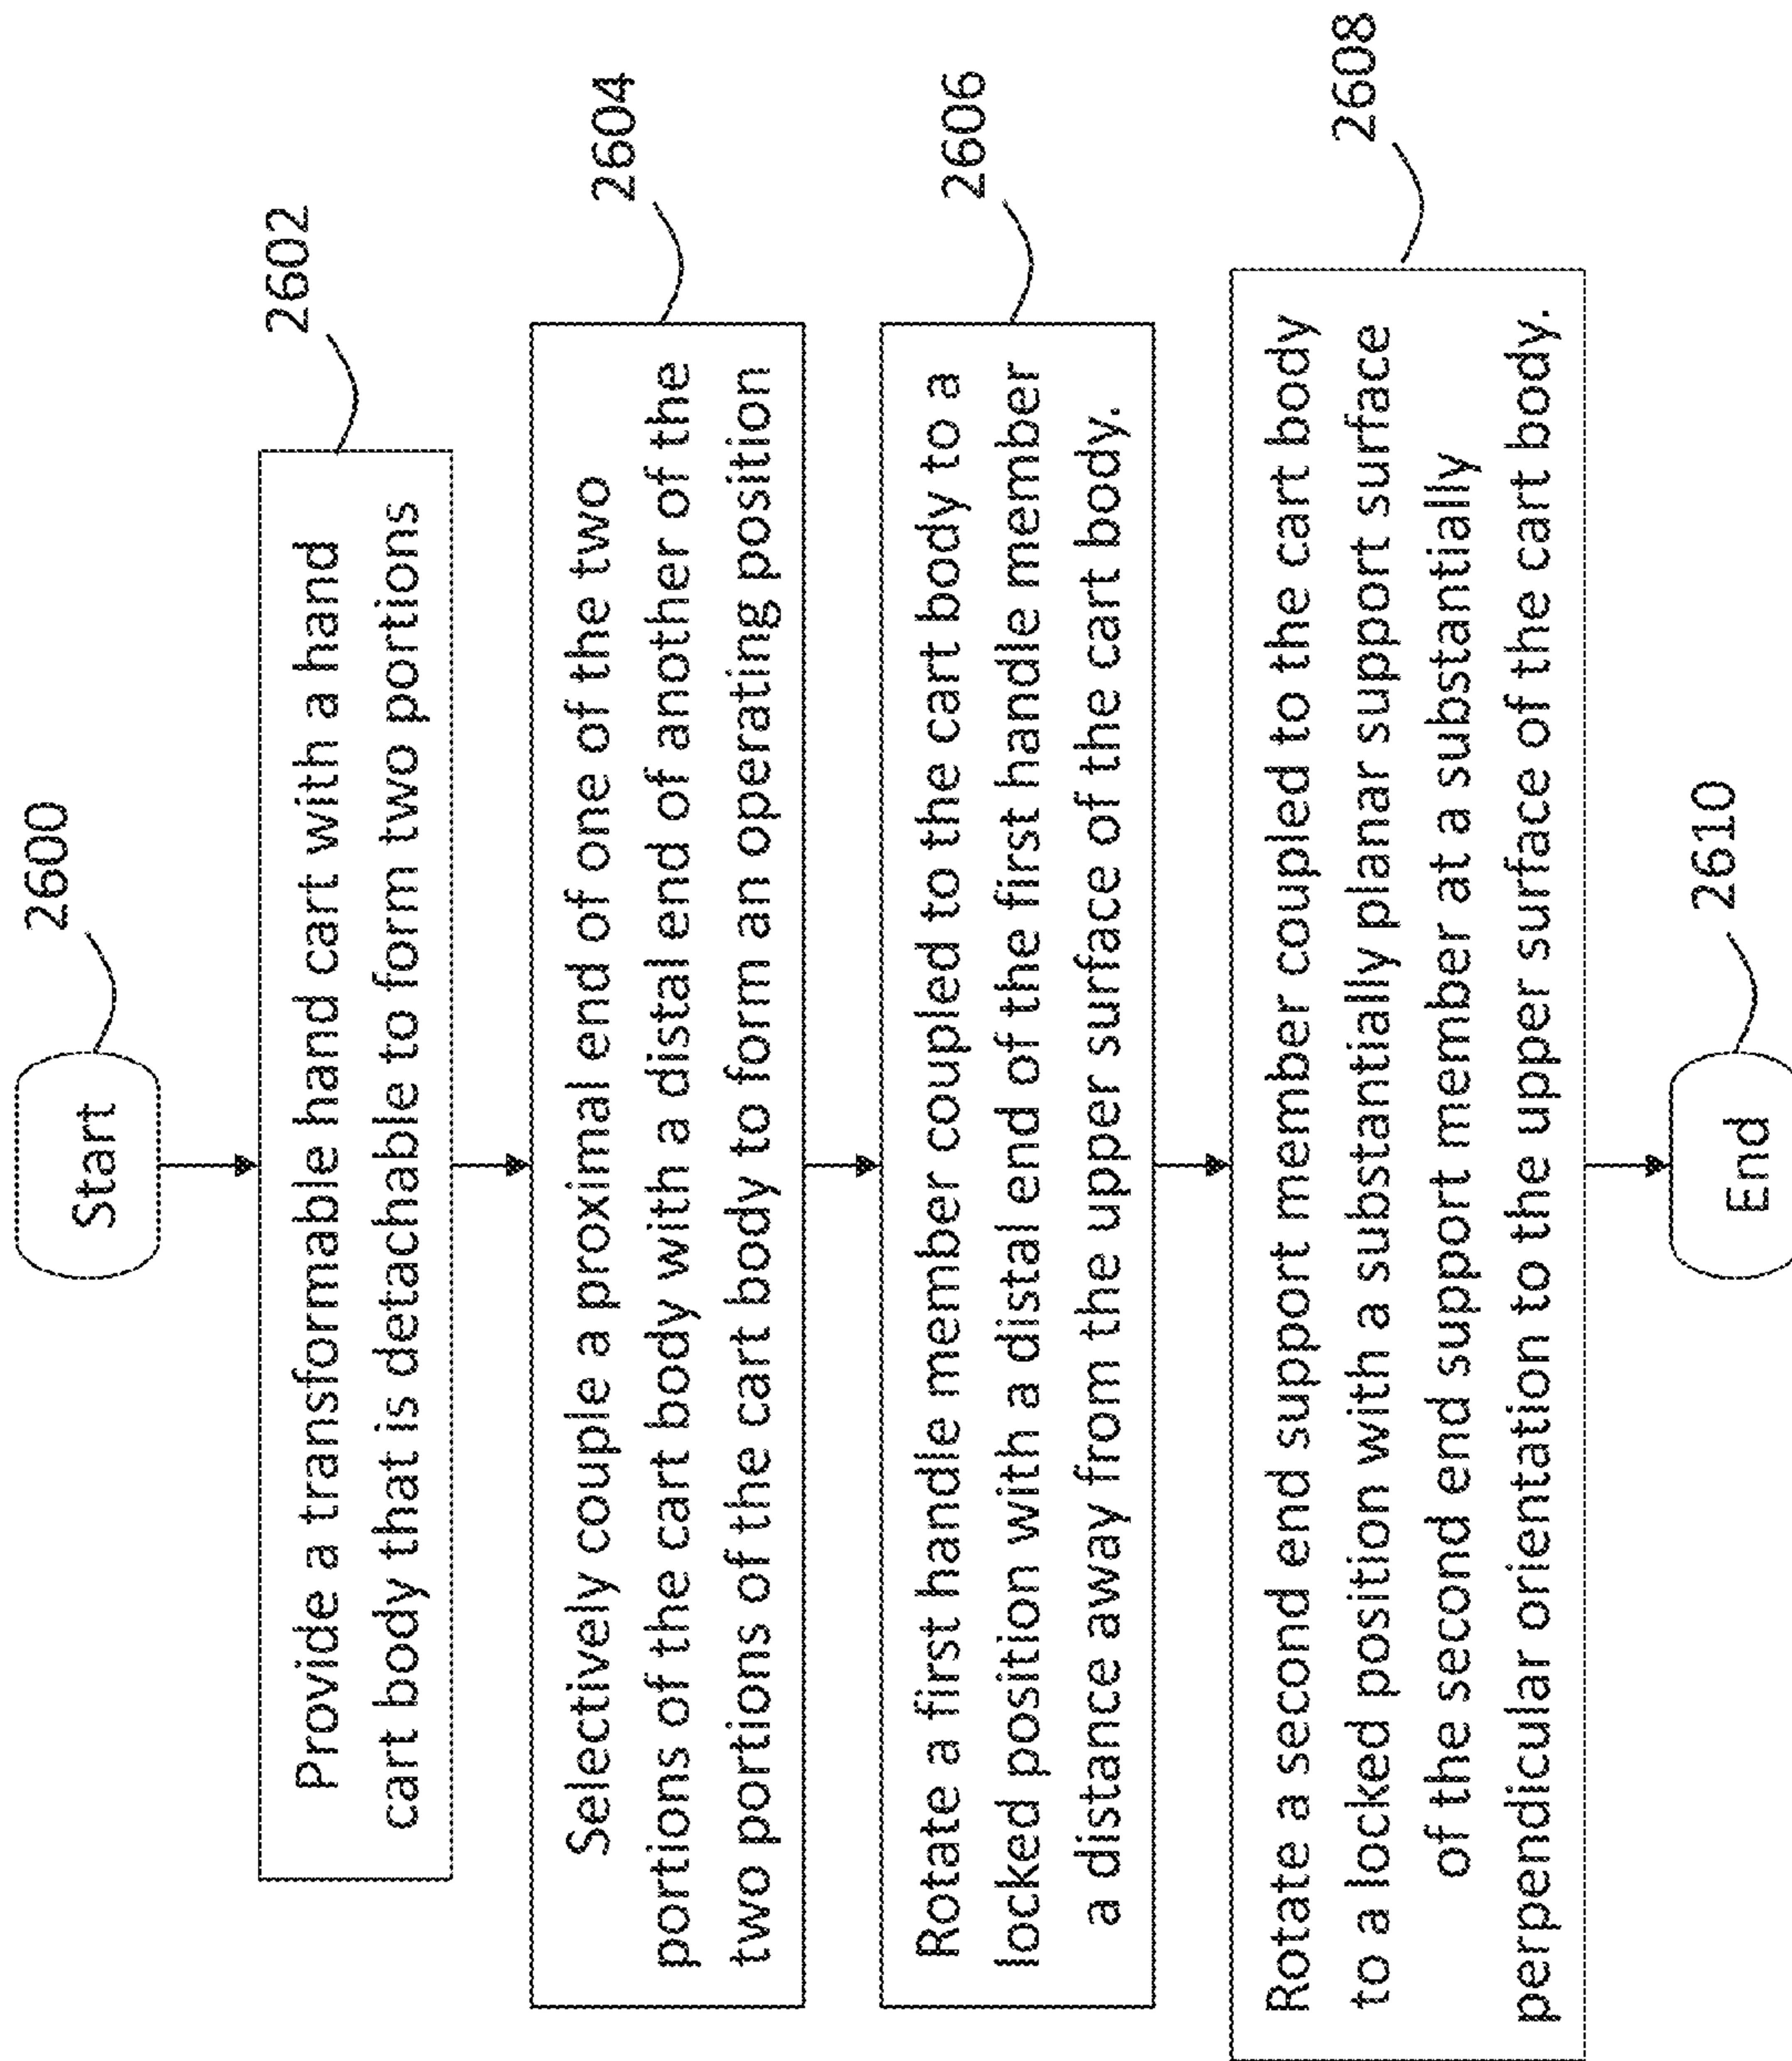 Start
2600
Provide a transformable hand cart with a hand
cart body that is detachable to form two portions
2602
Selectively couple a proximal end of one of the two
portions of the cart body with a distal end of another of the
two portions of the cart body to form an operating position
2604
Rotate a first handle member coupled to the cart body to a
locked position with a distal end of the first handle member
a distance away from the upper surface of the cart body.
2606
Rotate a second end support member coupled to the cart body
to a locked position with a substantially planar support surface
of the second end support member at a substantially
perpendicular orientation to the upper surface of the cart body.
2608
End
2610